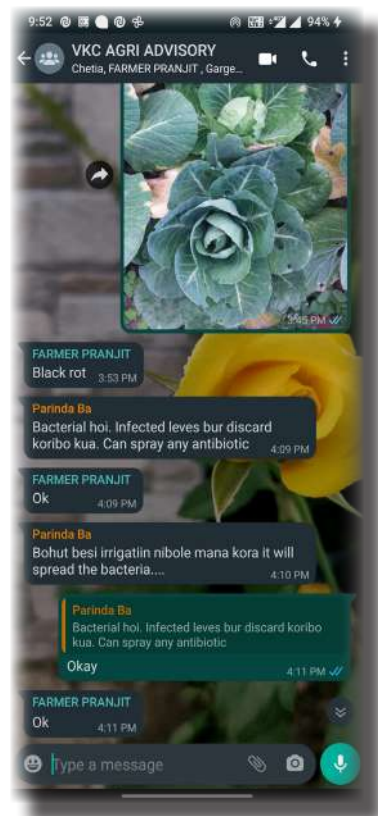 9:52 94%
VKC AGRI ADVISORY
Chetia, FARMER PRANJIT , Garge...
3:45 PM
FARMER PRANJIT
Black rot 3:53 PM
Parinda Ba
Bacterial hoi. Infected leves bur discard
koribo kua. Can spray any antibiotic
4:09 PM
FARMER PRANJIT
Ok 4:09 PM
Parinda Ba
Bohut besi irrigatiin nibole mana kora it will
spread the bacteria....
4:10 PM
Parinda Ba
Bacterial hoi. Infected leves bur discard koribo
kua. Can spray any antibiotic
Okay 4:11 PM
FARMER PRANJIT
Ok 4:11 PM
Type a message